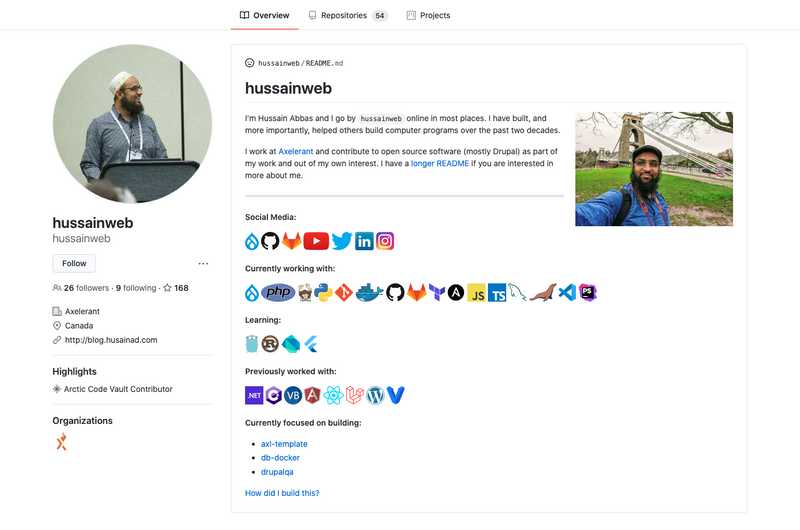 Overview
Repositories 54
Projects
hussainweb
hussainweb
Follow
26 followers · 9 following · 168
Axelerant
Canada
http://blog.husainad.com
Highlights
Arctic Code Vault Contributor
Organizations
hussainweb/README.md
hussainweb
I'm Hussain Abbas and I go by hussainweb online in most places. I have built, and
more importantly, helped others build computer programs over the past two decades.
I work at Axelerant and contribute to open source software (mostly Drupal) as part of
my work and out of my own interest. I have a longer README if you are interested in
more about me.
Social Media:
in
Currently working with:
php
A
JS
TS
PS
Learning:
Previously worked with:
.NET
C#
VB
A
W
V
Currently focused on building:
axl-template
db-docker
drupalqa
How did I build this?